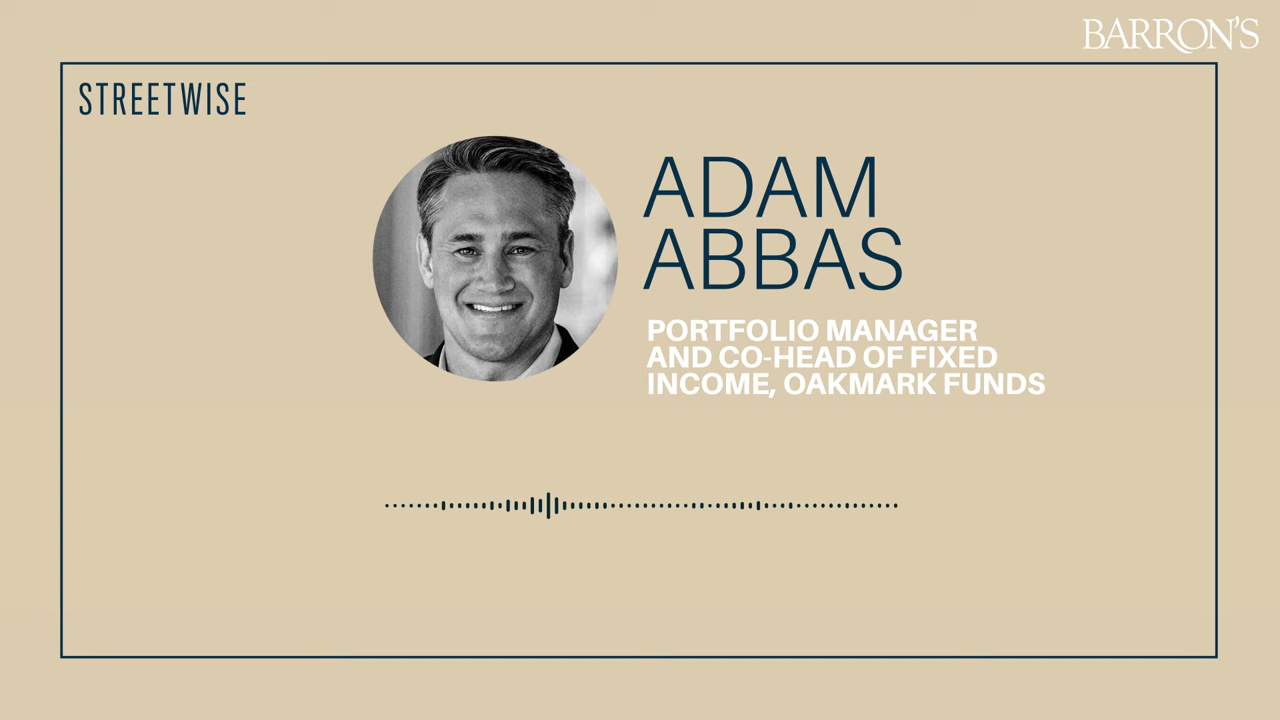 BARRON'S
STREETWISE
ADAM
ABBAS
PORTFOLIO MANAGER
AND CO-HEAD OF FIXED
INCOME, OAKMARK FUNDS